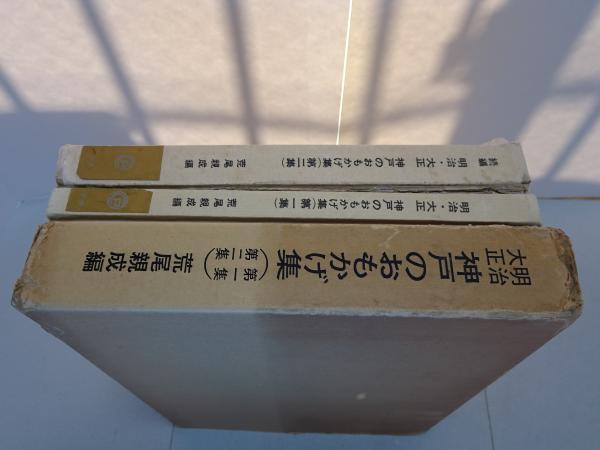 続編 明治・大正 神戸のおもかげ集(第二集) 荒尾親成編
明治・大正 神戸のおもかげ集(第一集) 荒尾親成編
明治
大正
神戸のおもかげ集
(第一集
第二集)
荒尾親成編